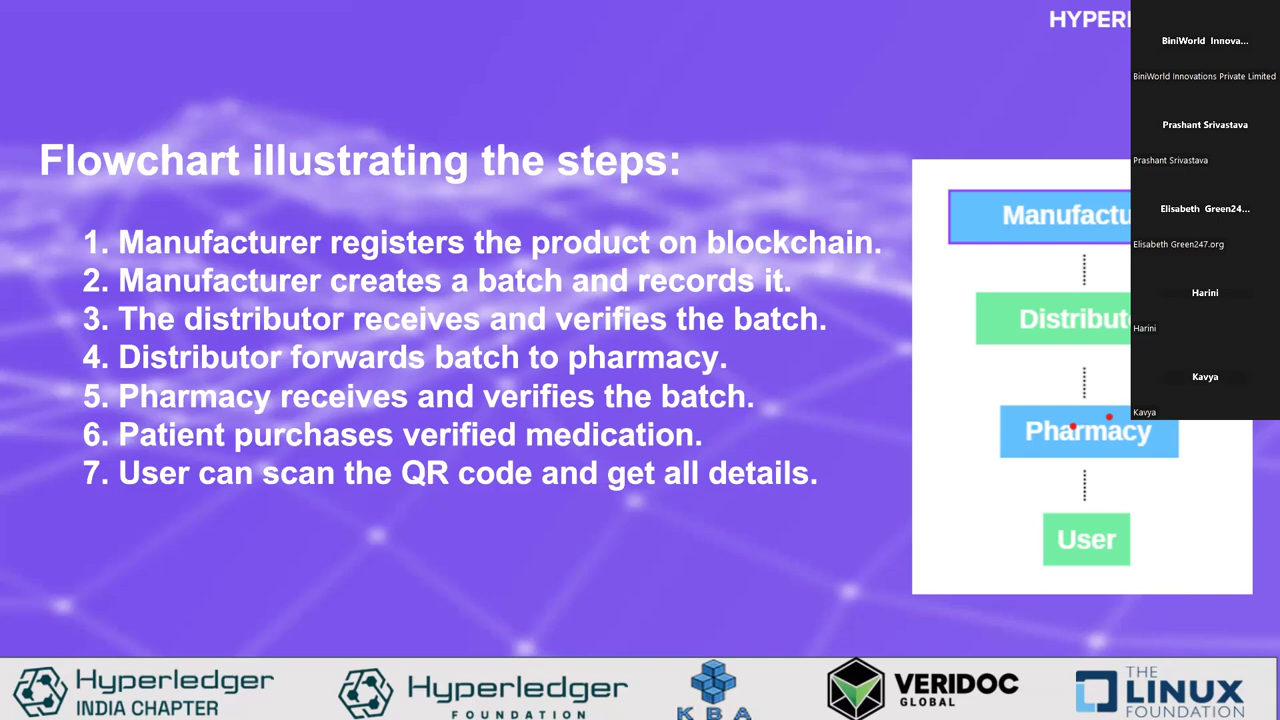 HYPERL
BiniWorld Innova...
BiniWorld Innovations Private Limited
Prashant Srivastava
Prashant Srivastava
Elisabeth Green24...
Elisabeth Green247.org
Harini
Harini
Kavya
Kavya
Flowchart illustrating the steps:
1. Manufacturer registers the product on blockchain.
2. Manufacturer creates a batch and records it.
3. The distributor receives and verifies the batch.
4. Distributor forwards batch to pharmacy.
5. Pharmacy receives and verifies the batch.
6. Patient purchases verified medication.
7. User can scan the QR code and get all details.
Manufactu
Distribut
Pharmacy
User
Hyperledger
INDIA CHAPTER
Hyperledger
FOUNDATION
KBA
VERIDOC
GLOBAL
THE
LINUX
FOUNDATION